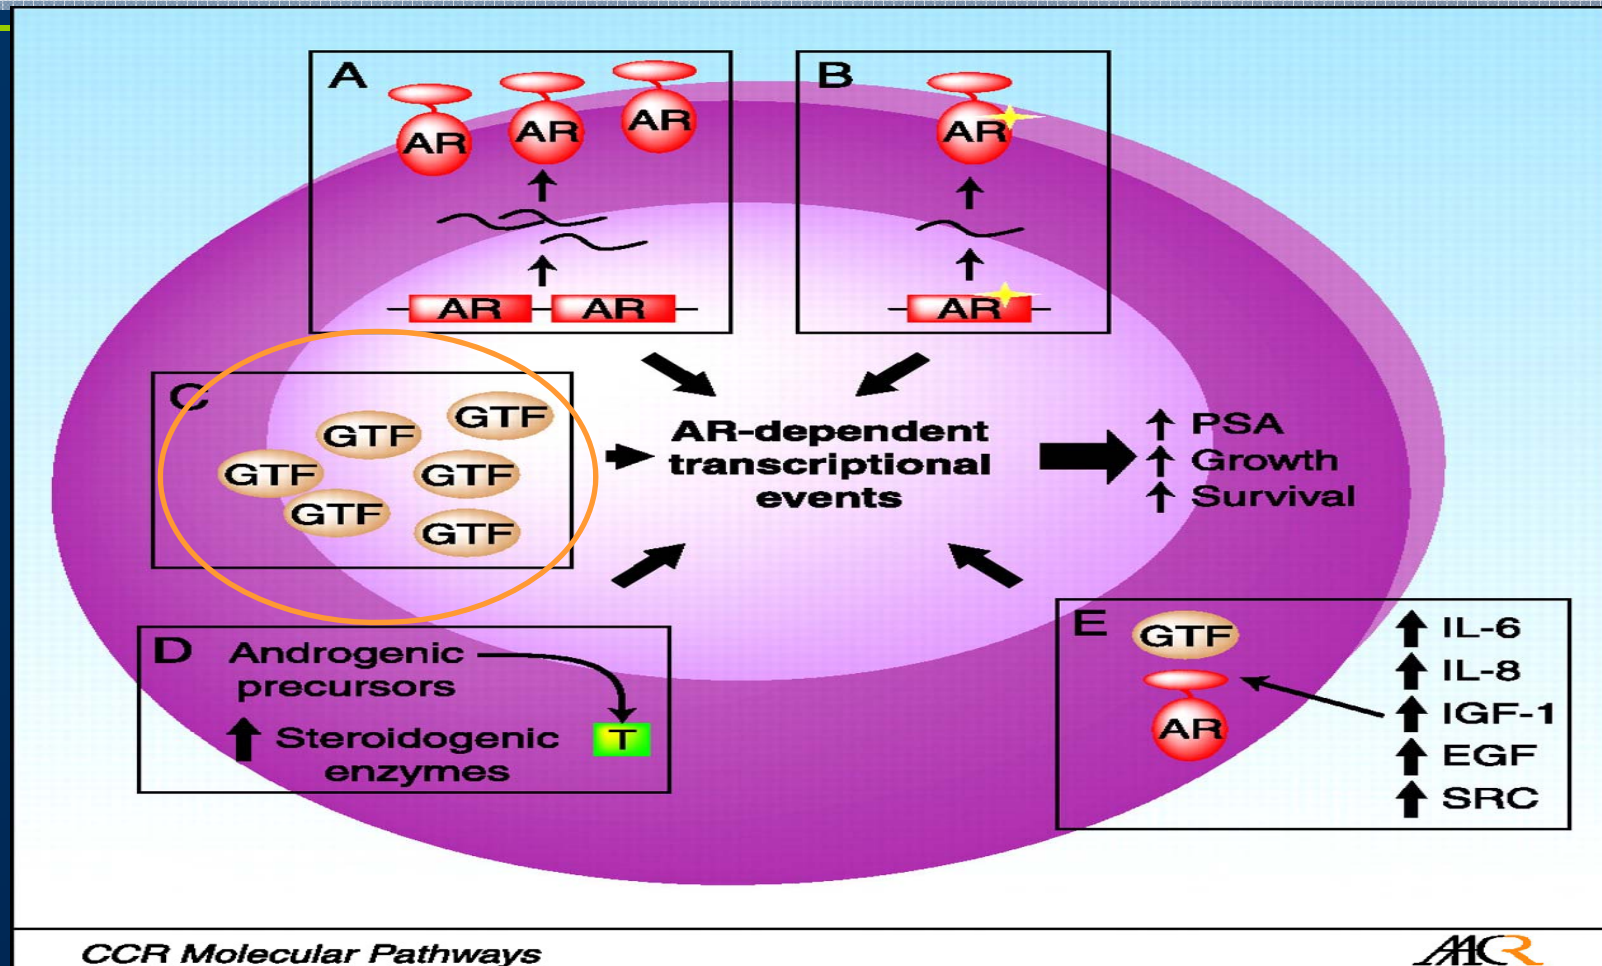 A
AR
AR
AR
AR AR
B
AR
AR
C
GTF
GTF
GTF
GTF
GTF
GTF
AR-dependent
transcriptional
events
PSA
Growth
Survival
D
Androgenic
precursors
Steroidogenic
enzymes
T
E
GTF
AR
IL-6
IL-8
IGF-1
EGF
SRC
CCR Molecular Pathways
AACR